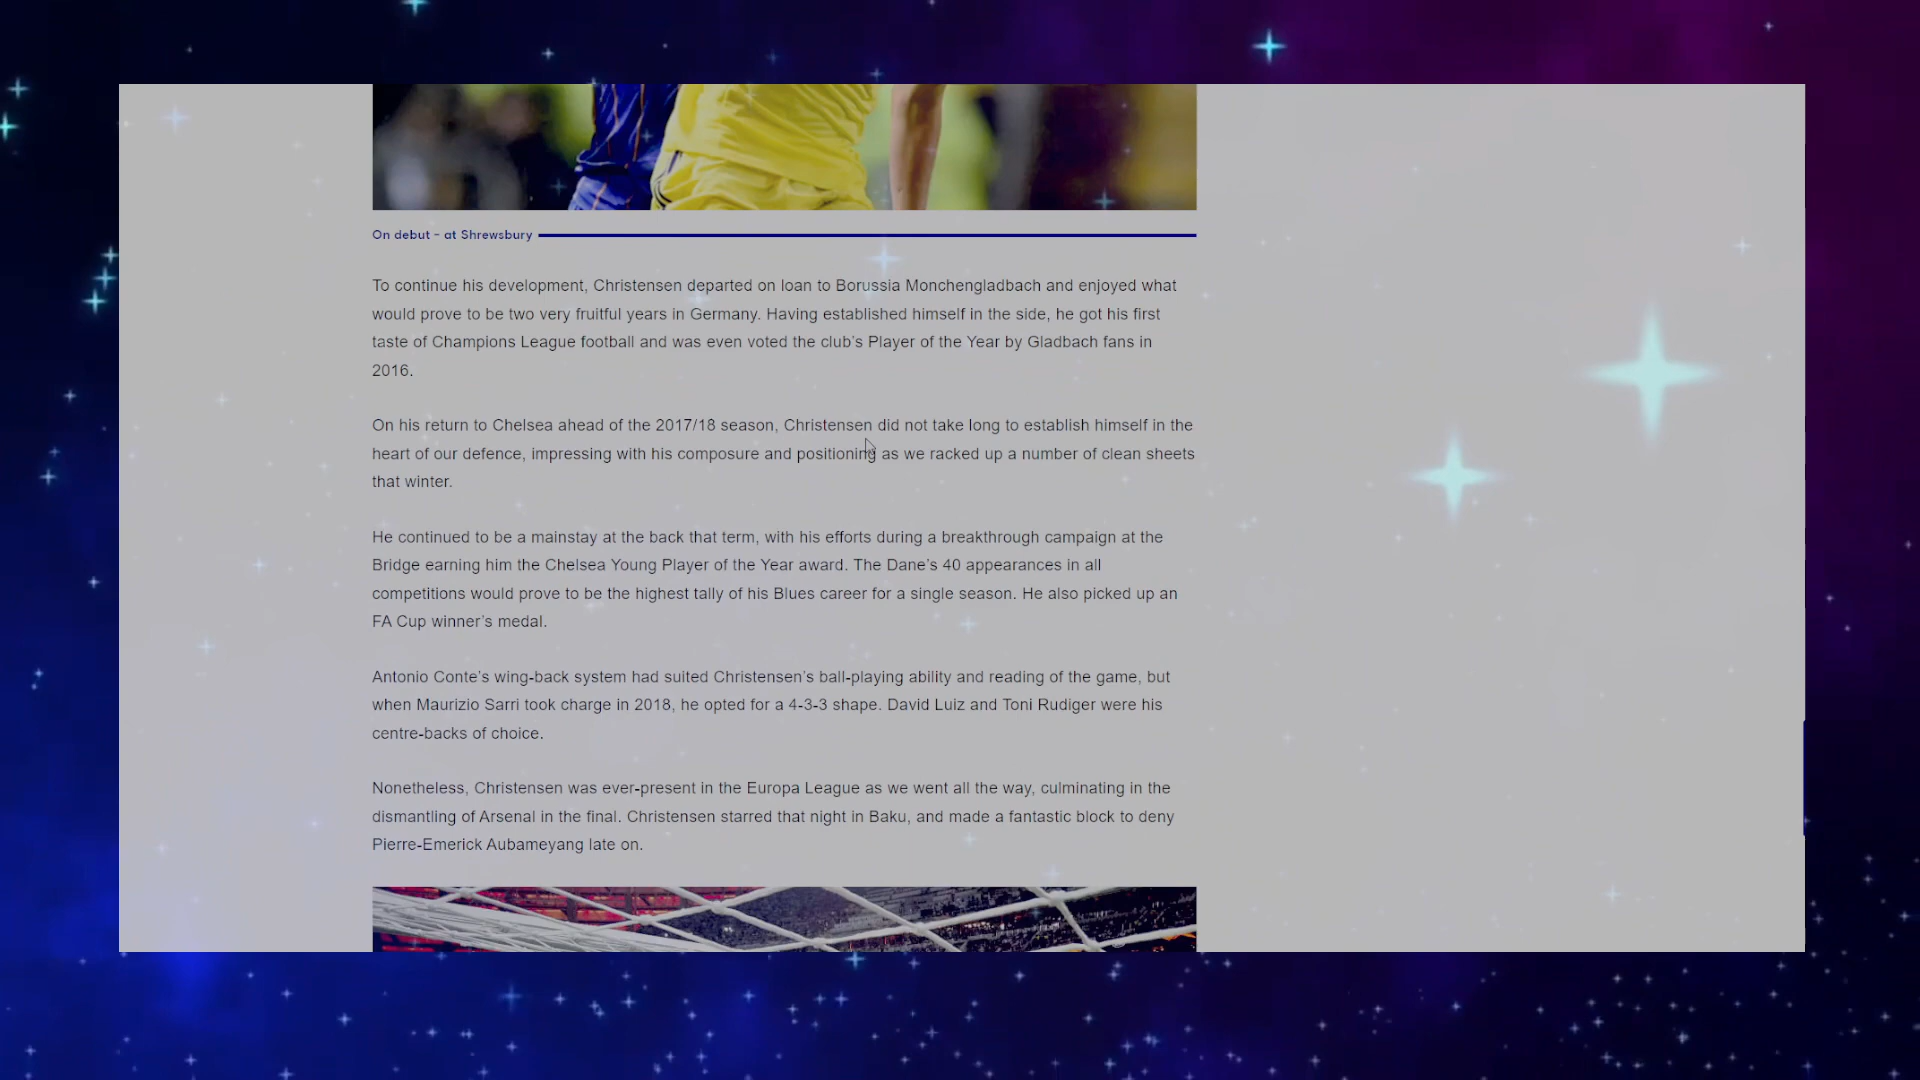 On debut – at Shrewsbury
To continue his development, Christensen departed on loan to Borussia Monchengladbach and enjoyed what
would prove to be two very fruitful years in Germany. Having established himself in the side, he got his first
taste of Champions League football and was even voted the club’s Player of the Year by Gladbach fans in
2016.
On his return to Chelsea ahead of the 2017/18 season, Christensen did not take long to establish himself in the
heart of our defence, impressing with his composure and positioning as we racked up a number of clean sheets
that winter.
He continued to be a mainstay at the back that term, with his efforts during a breakthrough campaign at the
Bridge earning him the Chelsea Young Player of the Year award. The Dane’s 40 appearances in all
competitions would prove to be the highest tally of his Blues career for a single season. He also picked up an
FA Cup winner’s medal.
Antonio Conte’s wing-back system had suited Christensen’s ball-playing ability and reading of the game, but
when Maurizio Sarri took charge in 2018, he opted for a 4-3-3 shape. David Luiz and Toni Rudiger were his
centre-backs of choice.
Nonetheless, Christensen was ever-present in the Europa League as we went all the way, culminating in the
dismantling of Arsenal in the final. Christensen starred that night in Baku, and made a fantastic block to deny
Pierre-Emerick Aubameyang late on.